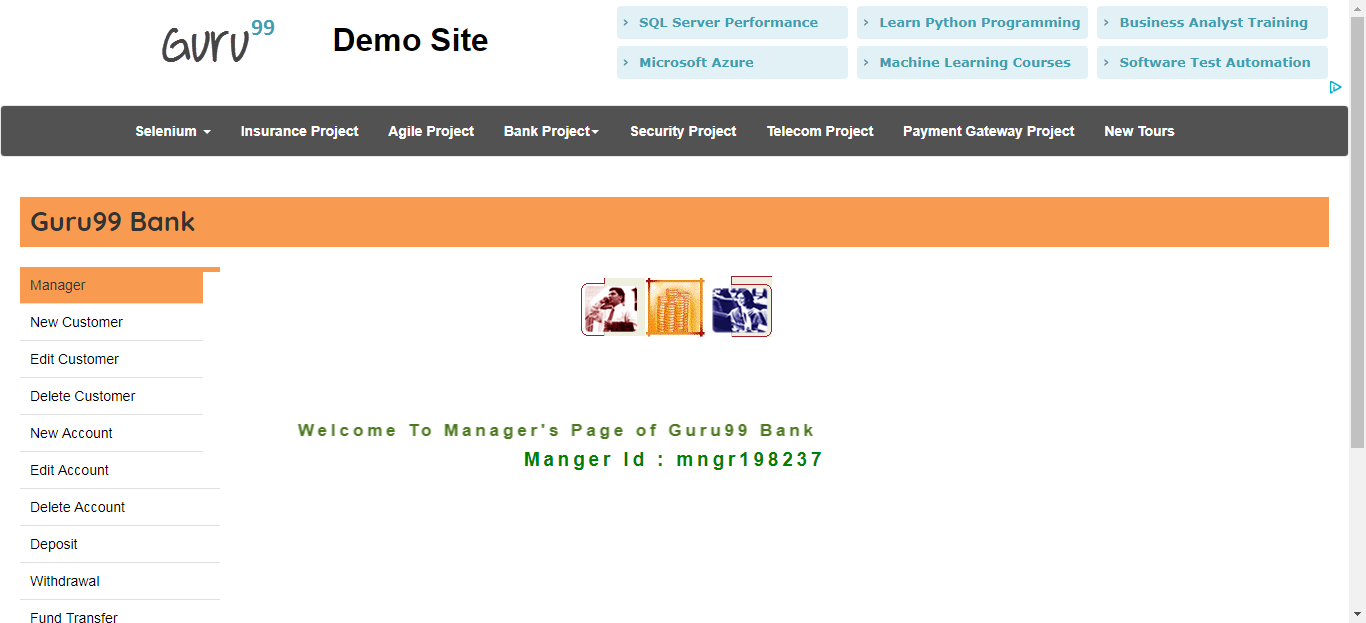 Guru99
Demo Site
SQL Server Performance
Learn Python Programming
Business Analyst Training
Microsoft Azure
Machine Learning Courses
Software Test Automation
Selenium
Insurance Project
Agile Project
Bank Project
Security Project
Telecom Project
Payment Gateway Project
New Tours
Guru99 Bank
Manager
New Customer
Edit Customer
Delete Customer
New Account
Edit Account
Delete Account
Deposit
Withdrawal
Fund Transfer
Welcome To Manager's Page of Guru99 Bank
Manger Id : mngr198237